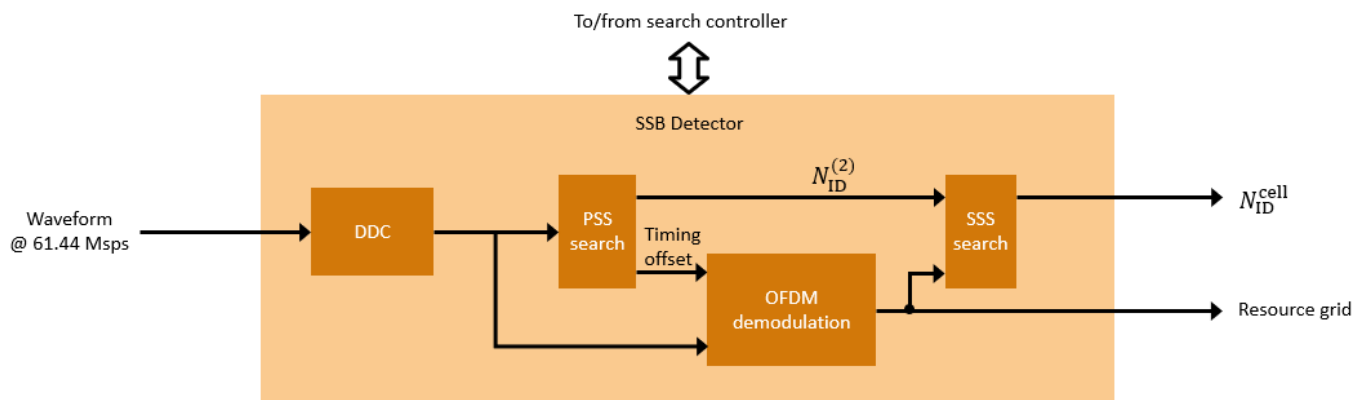 To/from search controller
SSB Detector
Waveform
@ 61.44 Msps
DDC
PSS
search
N_ID^(2)
Timing
offset
OFDM
demodulation
SSS
search
N_ID^cell
Resource grid